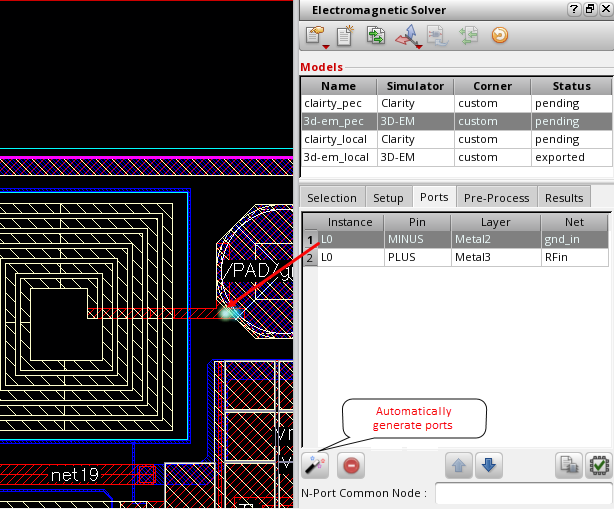 Electromagnetic Solver
Models
Name Simulator Corner Status
clairty_pec Clarity custom pending
3d-em_pec 3D-EM custom pending
clarity_local Clarity custom pending
3d-em_local 3D-EM custom exported
Selection Setup Ports Pre-Process Results
Instance Pin Layer Net
1 L0 MINUS Metal2 gnd_in
2 L0 PLUS Metal3 RFin
/PAD/g
Automatically
generate ports
net19
N-Port Common Node :